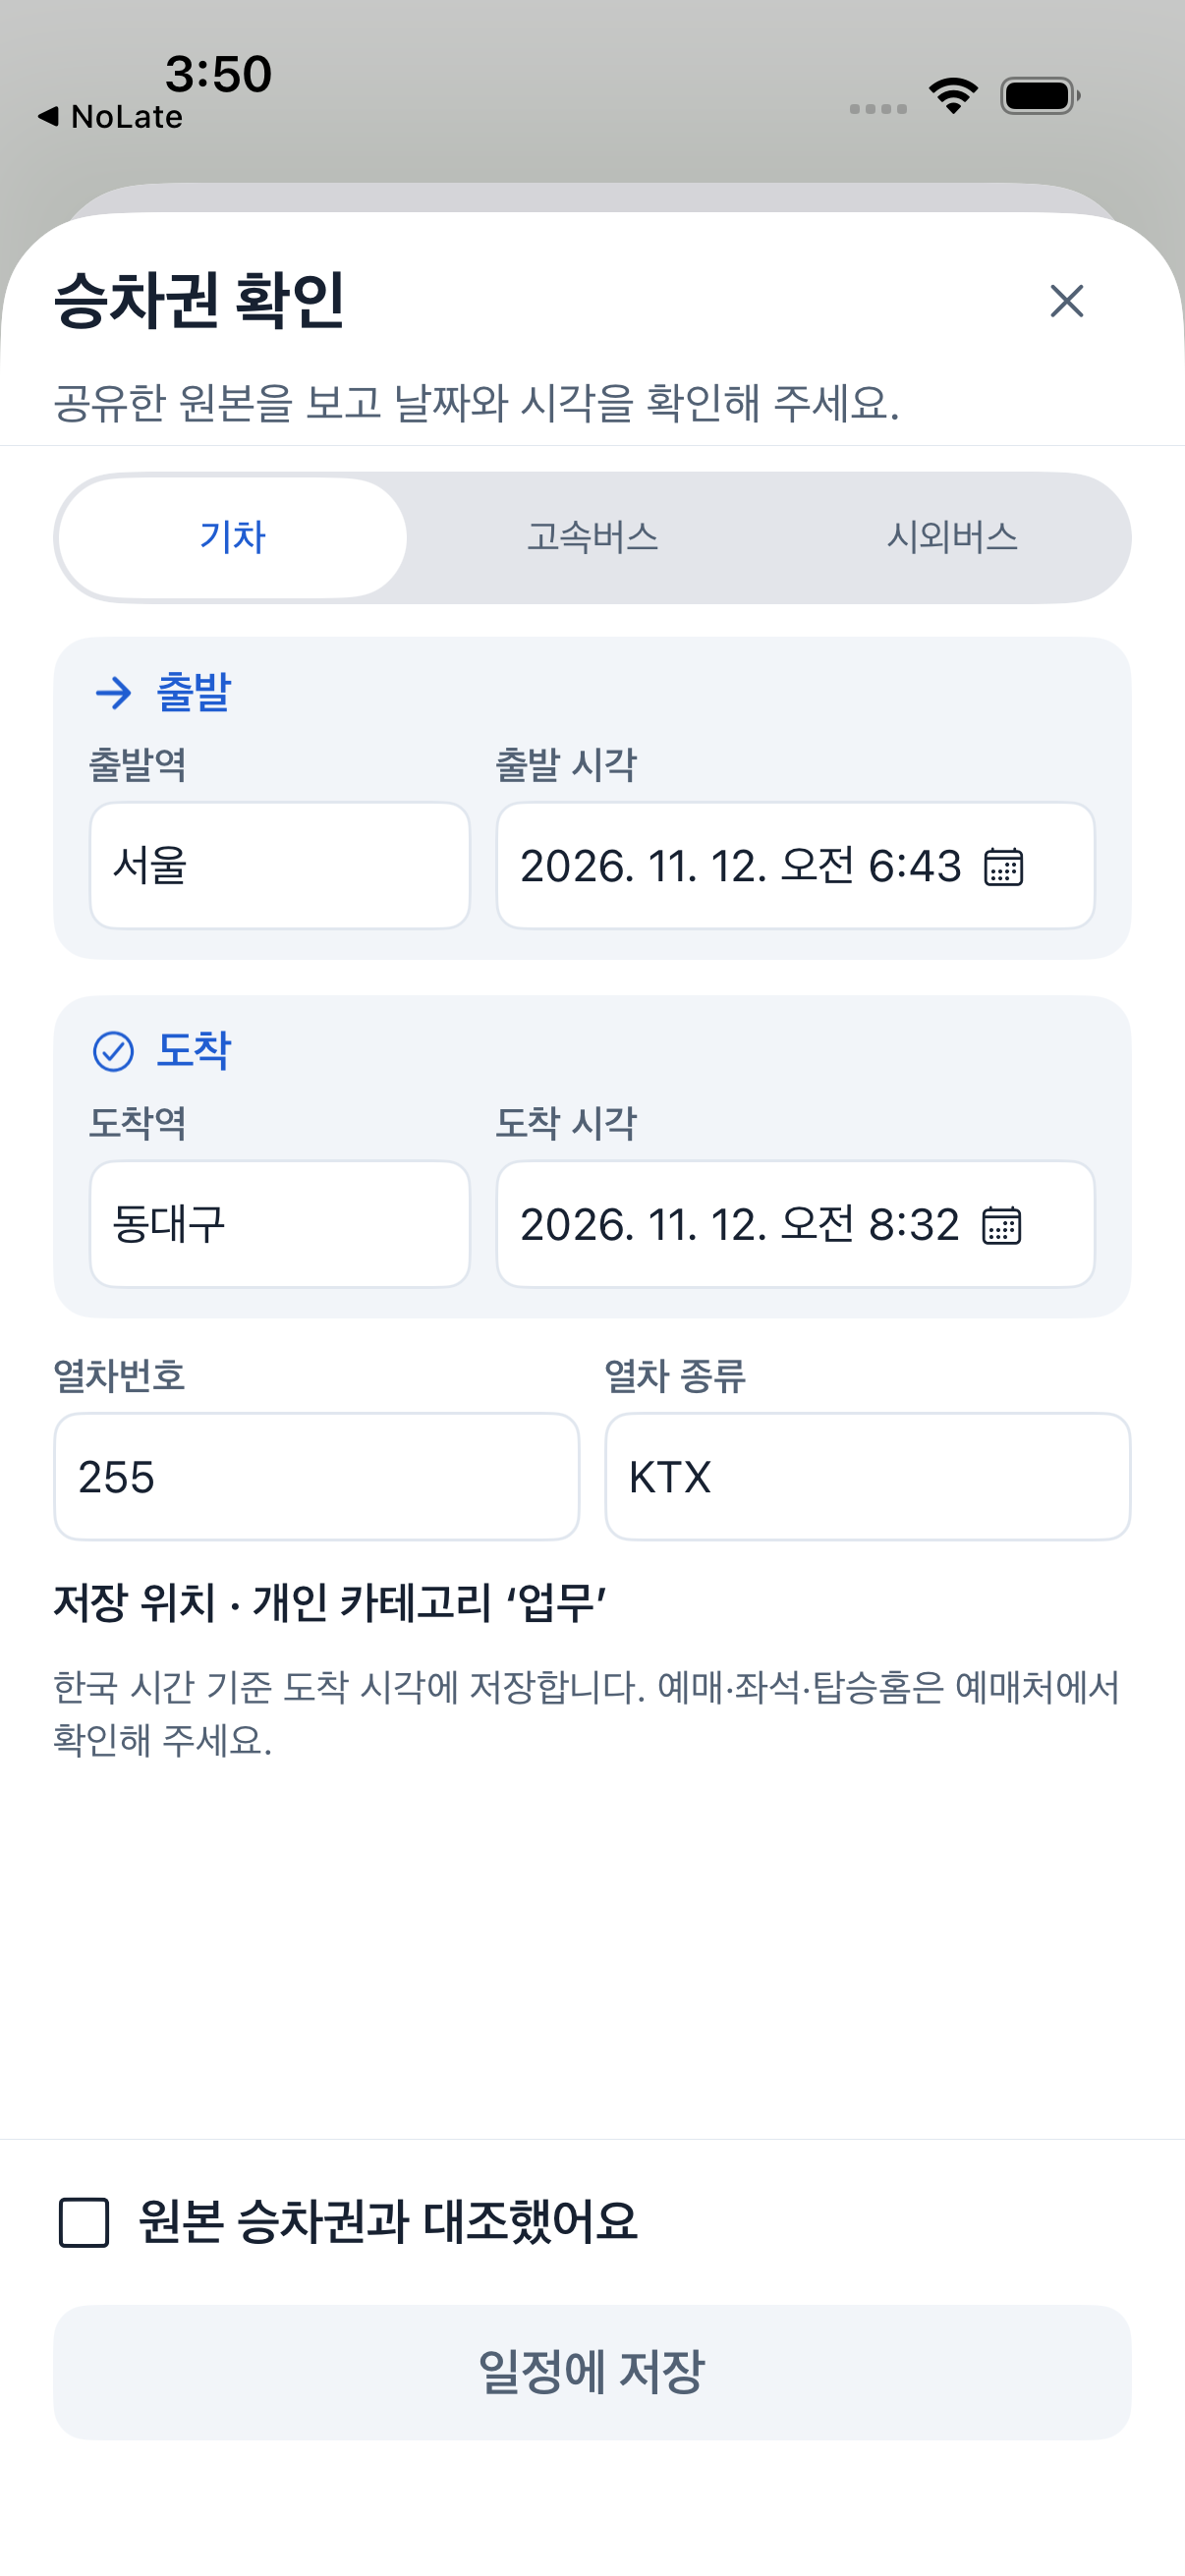 3:50
◀ NoLate
승차권 확인
공유한 원본을 보고 날짜와 시각을 확인해 주세요.
기차 고속버스 시외버스
출발
출발역 출발 시각
서울 2026. 11. 12. 오전 6:43
도착
도착역 도착 시각
동대구 2026. 11. 12. 오전 8:32
열차번호 열차 종류
255 KTX
저장 위치 · 개인 카테고리 ‘업무’
한국 시간 기준 도착 시각에 저장합니다. 예매·좌석·탑승홈은 예매처에서
확인해 주세요.
원본 승차권과 대조했어요
일정에 저장